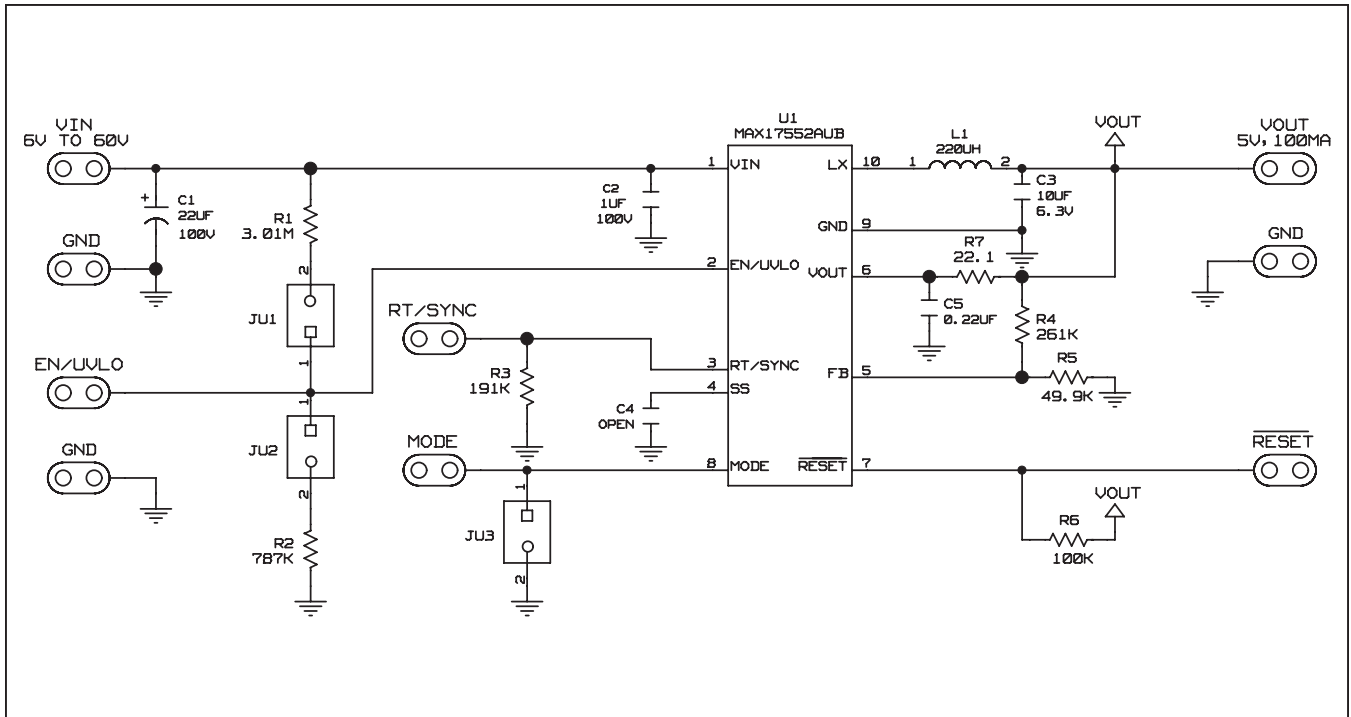 VIN
6V TO 60V
GND
EN/UVLO
GND
+
C1
22UF
100V
R1
3.01M
2
JU1
1
1
JU2
2
R2
787K
RT/SYNC
R3
191K
MODE
1
JU3
2
C2
1UF
100V
C4
OPEN
U1
MAX17552AUB
1 VIN
2 EN/UVLO
3 RT/SYNC
4 SS
8 MODE
LX 10
GND 9
VOUT 6
FB 5
RESET 7
L1
220UH
1 2
C3
10UF
6.3V
R7
22.1
C5
0.22UF
R4
261K
R5
49.9K
VOUT
VOUT
5V, 100MA
GND
RESET
VOUT
R6
100K